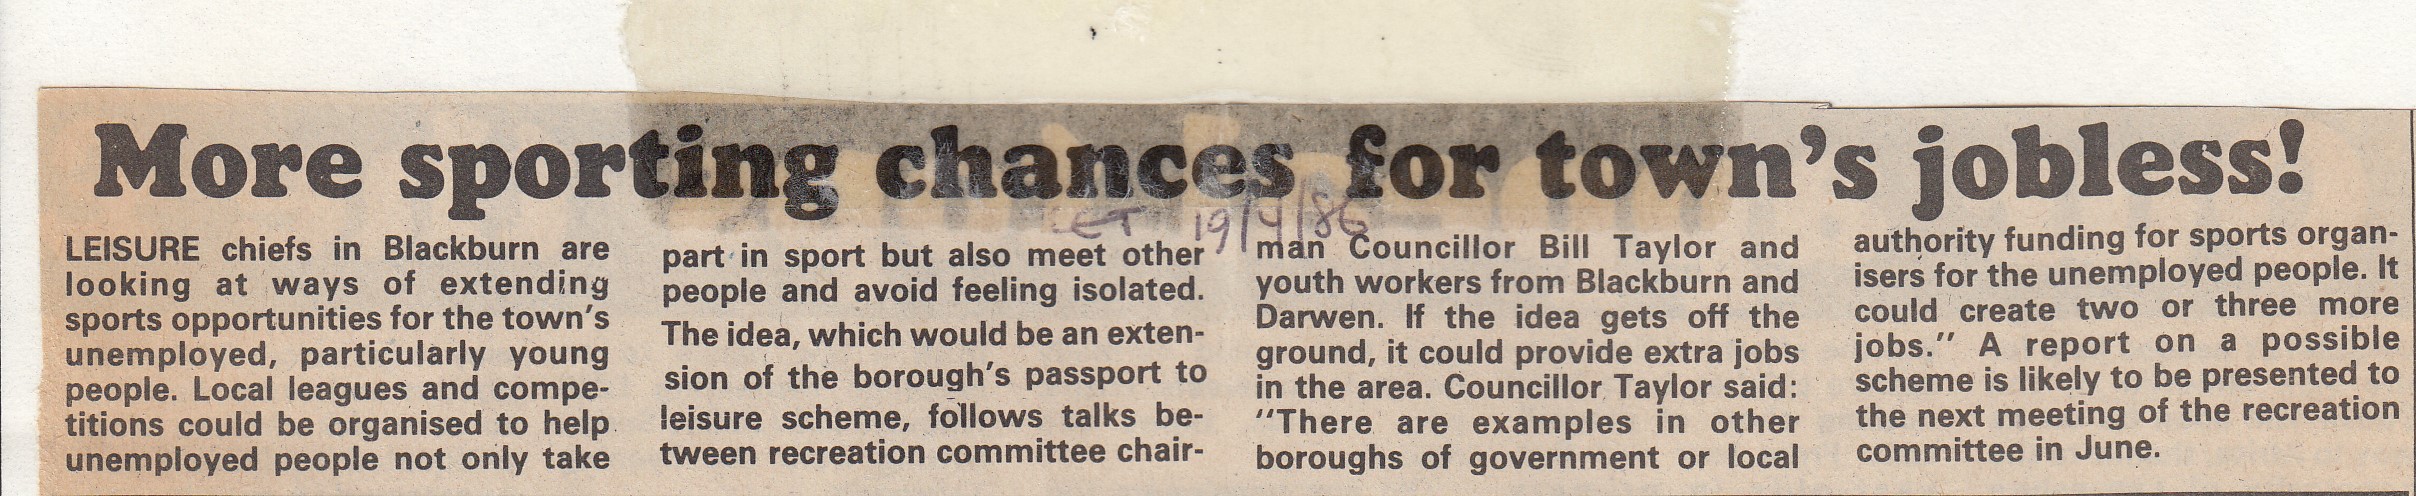 More sporting chances for town's jobless!
LET 19/4/86
LEISURE chiefs in Blackburn are
looking at ways of extending
sports opportunities for the town's
unemployed, particularly young
people. Local leagues and compe-
titions could be organised to help
unemployed people not only take
part in sport but also meet other
people and avoid feeling isolated.
The idea, which would be an exten-
sion of the borough's passport to
leisure scheme, follows talks be-
tween recreation committee chair-
man Councillor Bill Taylor and
youth workers from Blackburn and
Darwen. If the idea gets off the
ground, it could provide extra jobs
in the area. Councillor Taylor said:
"There are examples in other
boroughs of government or local
authority funding for sports organ-
isers for the unemployed people. It
could create two or three more
jobs." A report on a possible
scheme is likely to be presented to
the next meeting of the recreation
committee in June.